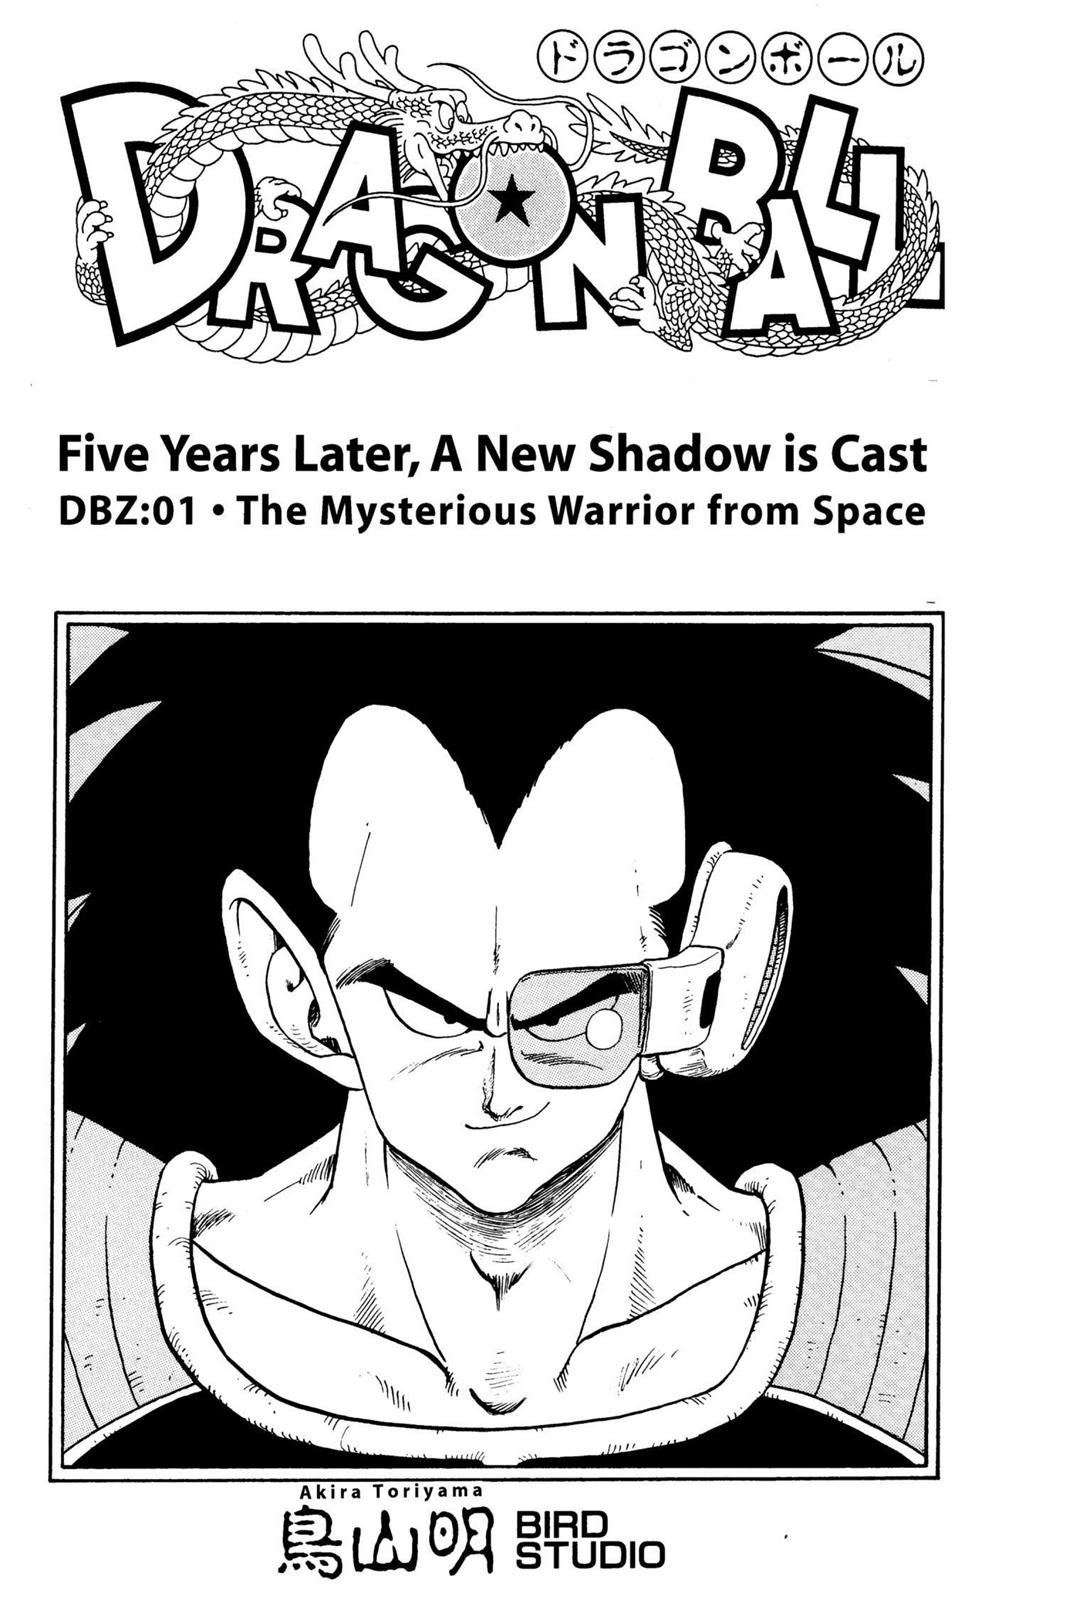 ドラゴンボール
DRAGON BALL
Five Years Later, A New Shadow is Cast
DBZ:01 • The Mysterious Warrior from Space
Akira Toriyama
鳥山明
BIRD
STUDIO